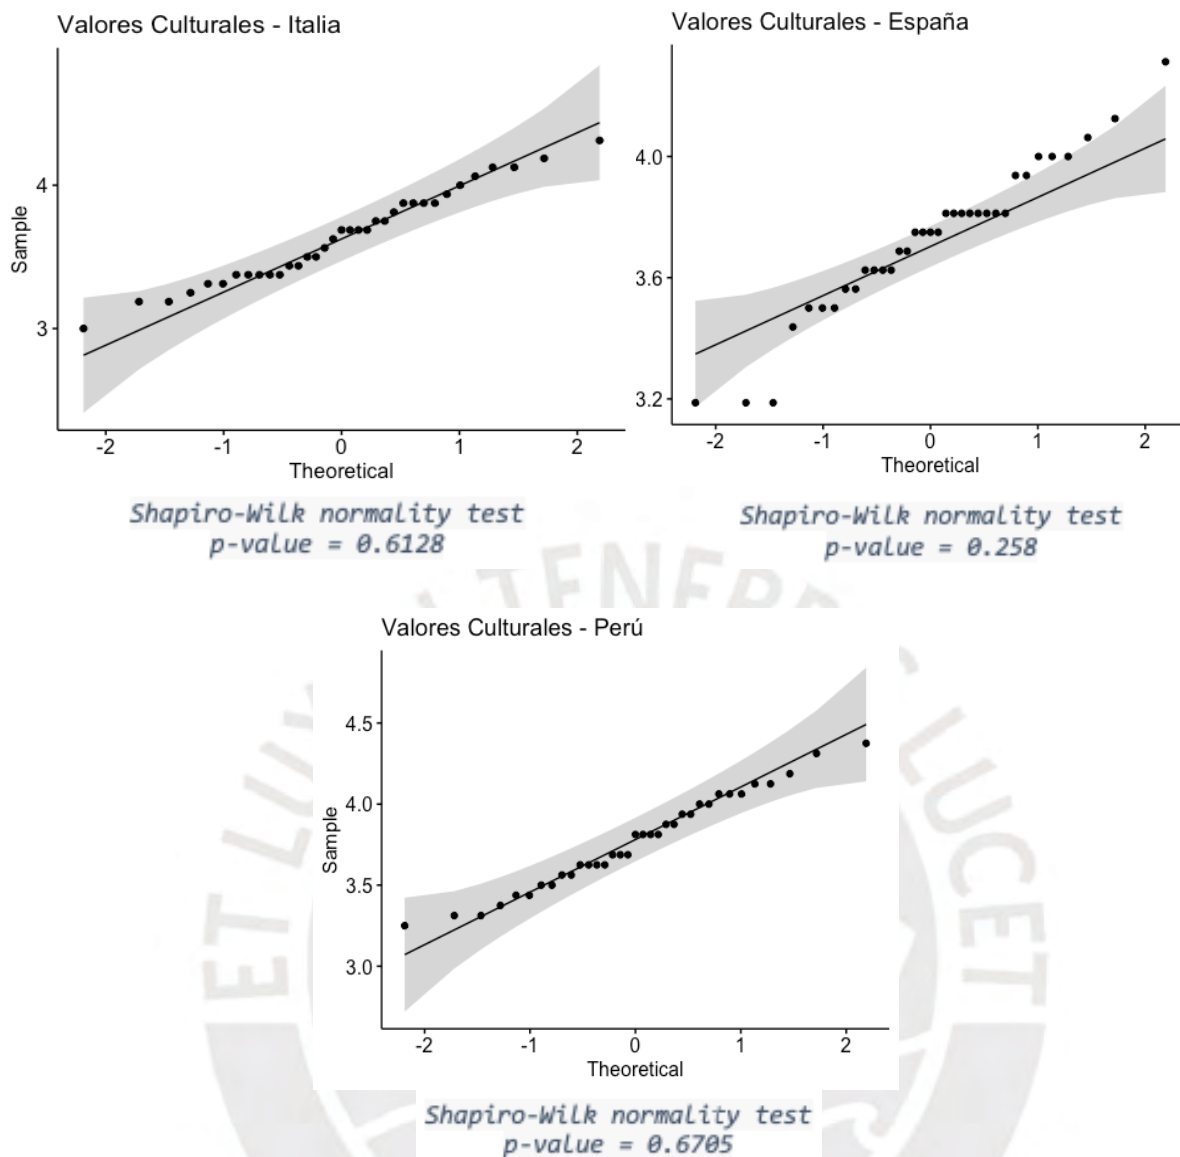 Valores Culturales - Italia
Sample
4
3
-2 -1 0 1 2
Theoretical
Shapiro-Wilk normality test
p-value = 0.6128
Valores Culturales - España
4.0
3.6
3.2
-2 -1 0 1 2
Theoretical
Shapiro-Wilk normality test
p-value = 0.258
Valores Culturales - Perú
Sample
4.5
4.0
3.5
3.0
-2 -1 0 1 2
Theoretical
Shapiro-Wilk normality test
p-value = 0.6705
ET
LUCET